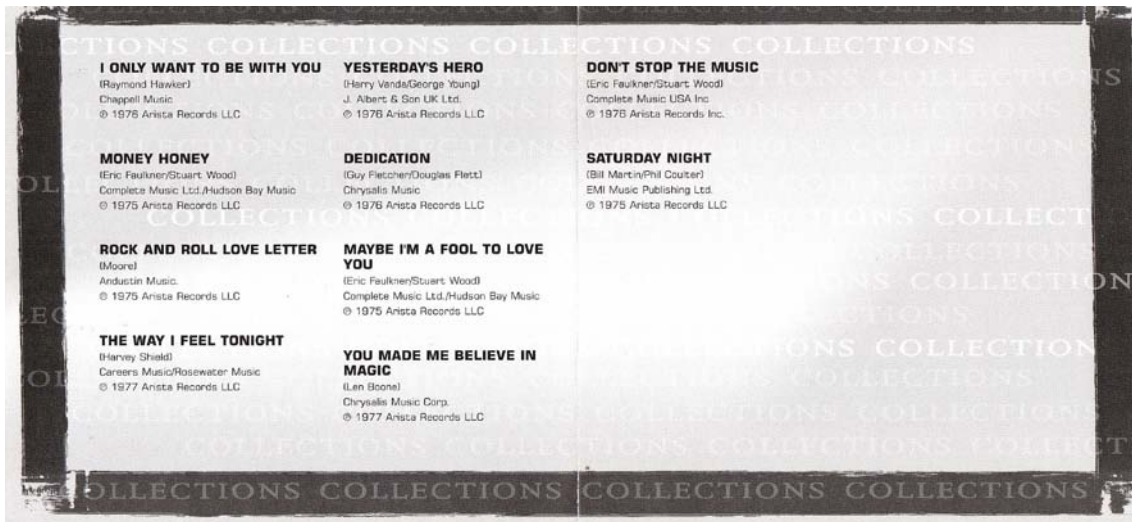 I ONLY WANT TO BE WITH YOU
(Raymond Hawker)
Chappell Music
℗ 1976 Arista Records LLC
MONEY HONEY
(Eric Faulkner/Stuart Wood)
Complete Music Ltd./Hudson Bay Music
℗ 1975 Arista Records LLC
ROCK AND ROLL LOVE LETTER
(Moore)
Andustin Music.
℗ 1975 Arista Records LLC
THE WAY I FEEL TONIGHT
(Harvey Shield)
Careers Music/Rosewater Music
℗ 1977 Arista Records LLC
YESTERDAY'S HERO
(Harry Vanda/George Young)
J. Albert & Son UK Ltd.
℗ 1976 Arista Records LLC
DEDICATION
(Guy Fletcher/Douglas Flett)
Chrysalis Music
℗ 1976 Arista Records LLC
MAYBE I'M A FOOL TO LOVE
YOU
(Eric Faulkner/Stuart Wood)
Complete Music Ltd./Hudson Bay Music
℗ 1975 Arista Records LLC
YOU MADE ME BELIEVE IN
MAGIC
(Len Boone)
Chrysalis Music Corp.
℗ 1977 Arista Records LLC
DON'T STOP THE MUSIC
(Eric Faulkner/Stuart Wood)
Complete Music USA Inc
℗ 1976 Arista Records Inc.
SATURDAY NIGHT
(Bill Martin/Phil Coulter)
EMI Music Publishing Ltd.
℗ 1975 Arista Records LLC
COLLECTIONS COLLECTIONS COLLECTIONS COLLECTIONS